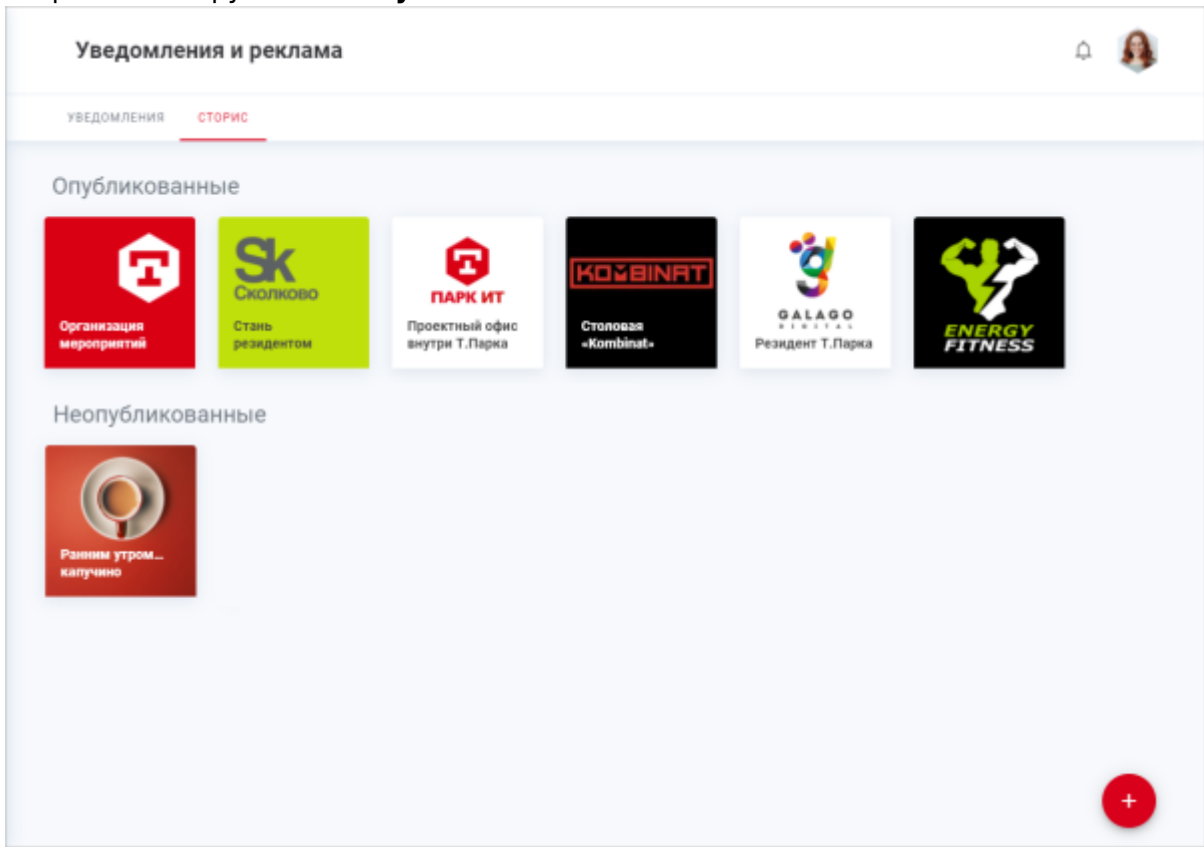 Уведомления и реклама
УВЕДОМЛЕНИЯ СТОРИС
Опубликованные
Т
Организация
мероприятий
Sk
Сколково
Стань
резидентом
Т
ПАРК ИТ
Проектный офис
внутри Т.Парка
KOMBINAT
Столовая
«Kombinat»
g
GALAGO
DIGITAL
Резидент Т.Парка
ENERGY
FITNESS
Неопубликованные
Ранним утром...
капучино
+